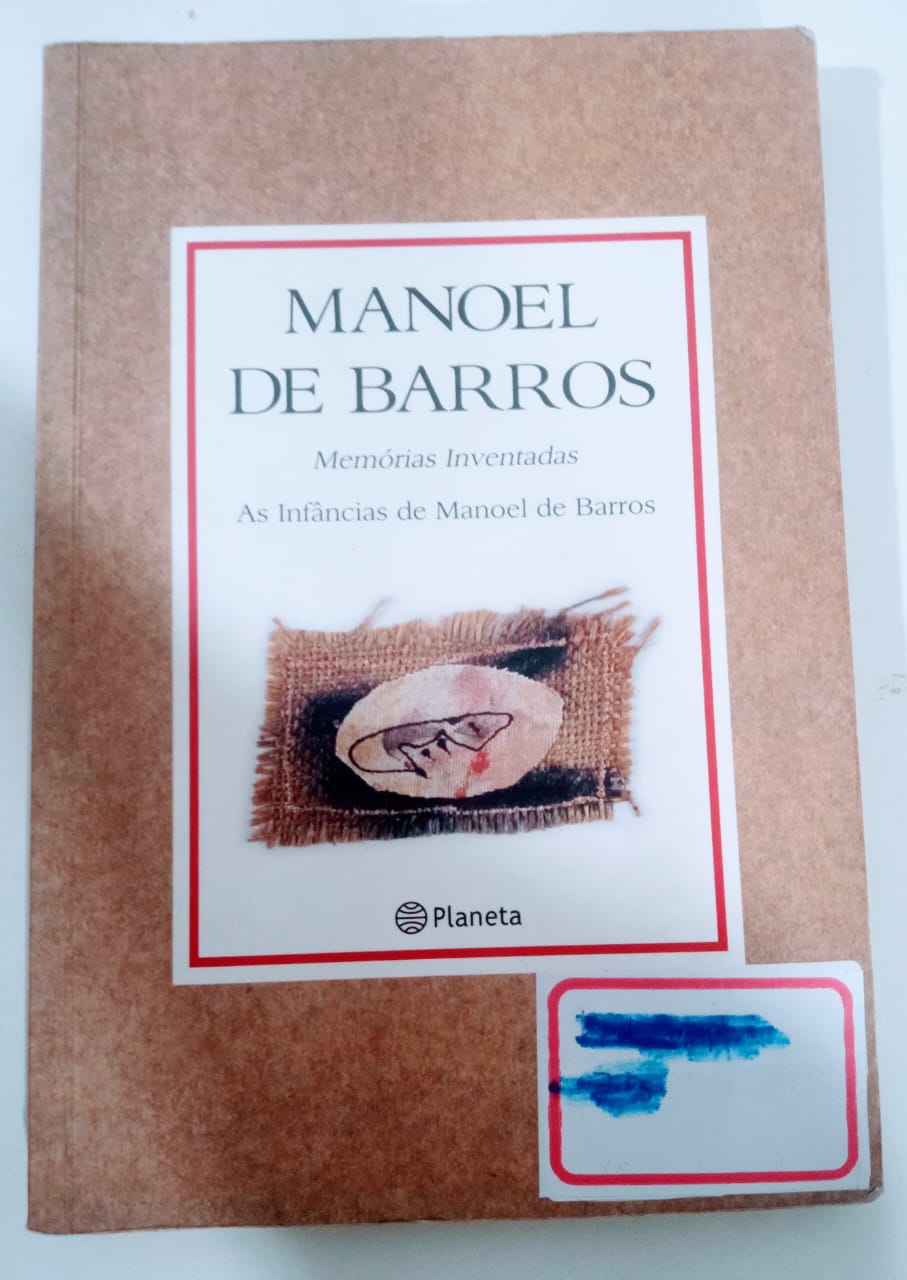 MANOEL
DE BARROS
Memórias Inventadas
As Infâncias de Manoel de Barros
Planeta